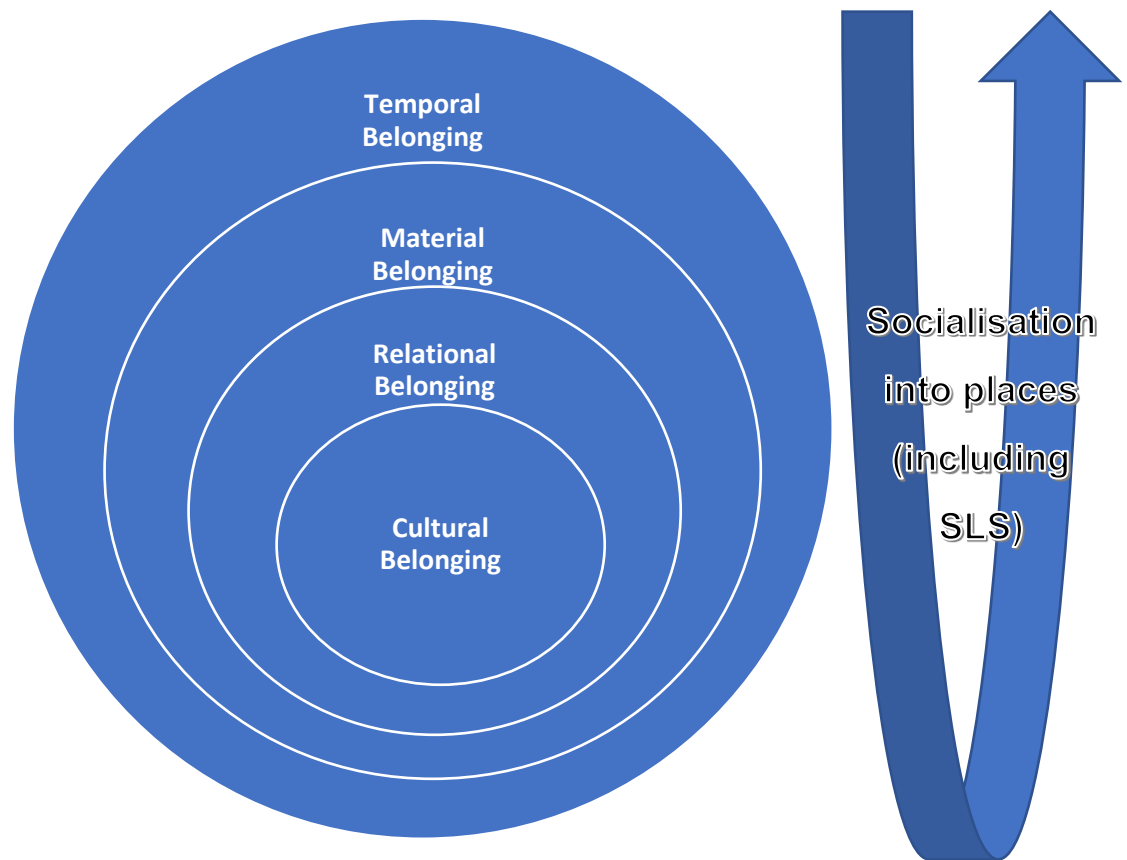 Temporal
Belonging
Material
Belonging
Relational
Belonging
Cultural
Belonging
Socialisation
into places
(including
SLS)